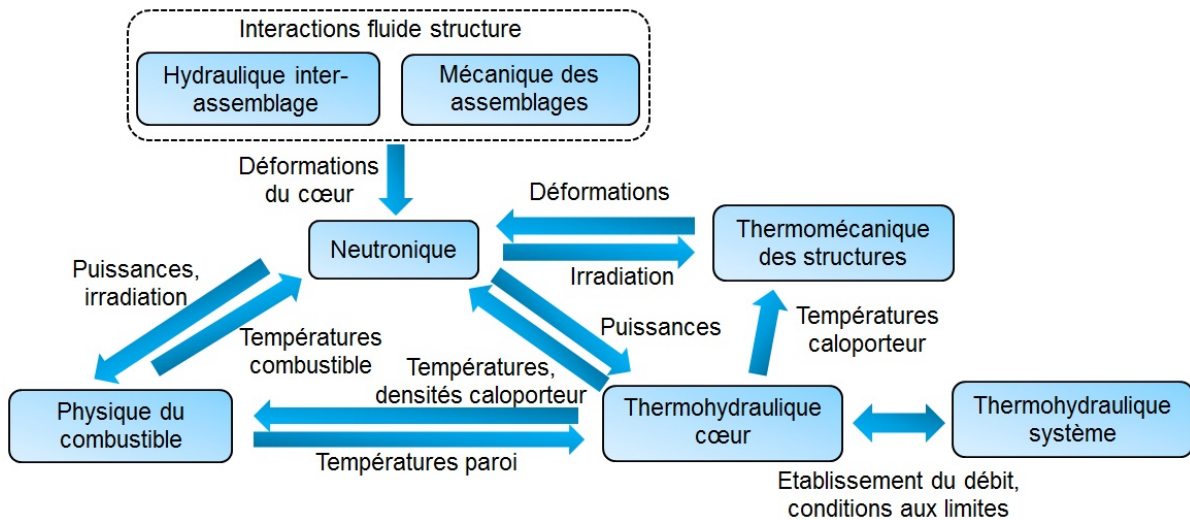 Interactions fluide structure
Hydraulique inter-
assemblage
Mécanique des
assemblages
Déformations
du cœur
Déformations
Neutronique
Thermomécanique
des structures
Puissances,
irradiation
Irradiation
Températures
combustible
Puissances
Températures
caloporteur
Températures,
densités caloporteur
Physique du
combustible
Thermohydraulique
cœur
Thermohydraulique
système
Températures paroi
Etablissement du débit,
conditions aux limites